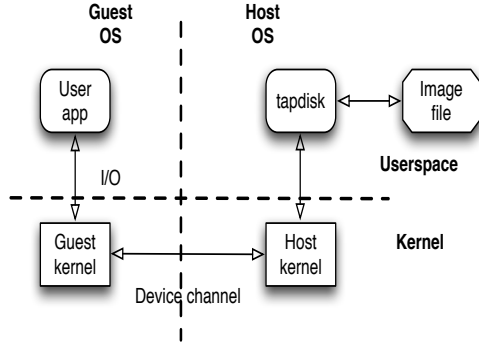 Guest
OS
Host
OS
User
app
tapdisk
Image
file
Userspace
I/O
Guest
kernel
Host
kernel
Kernel
Device channel